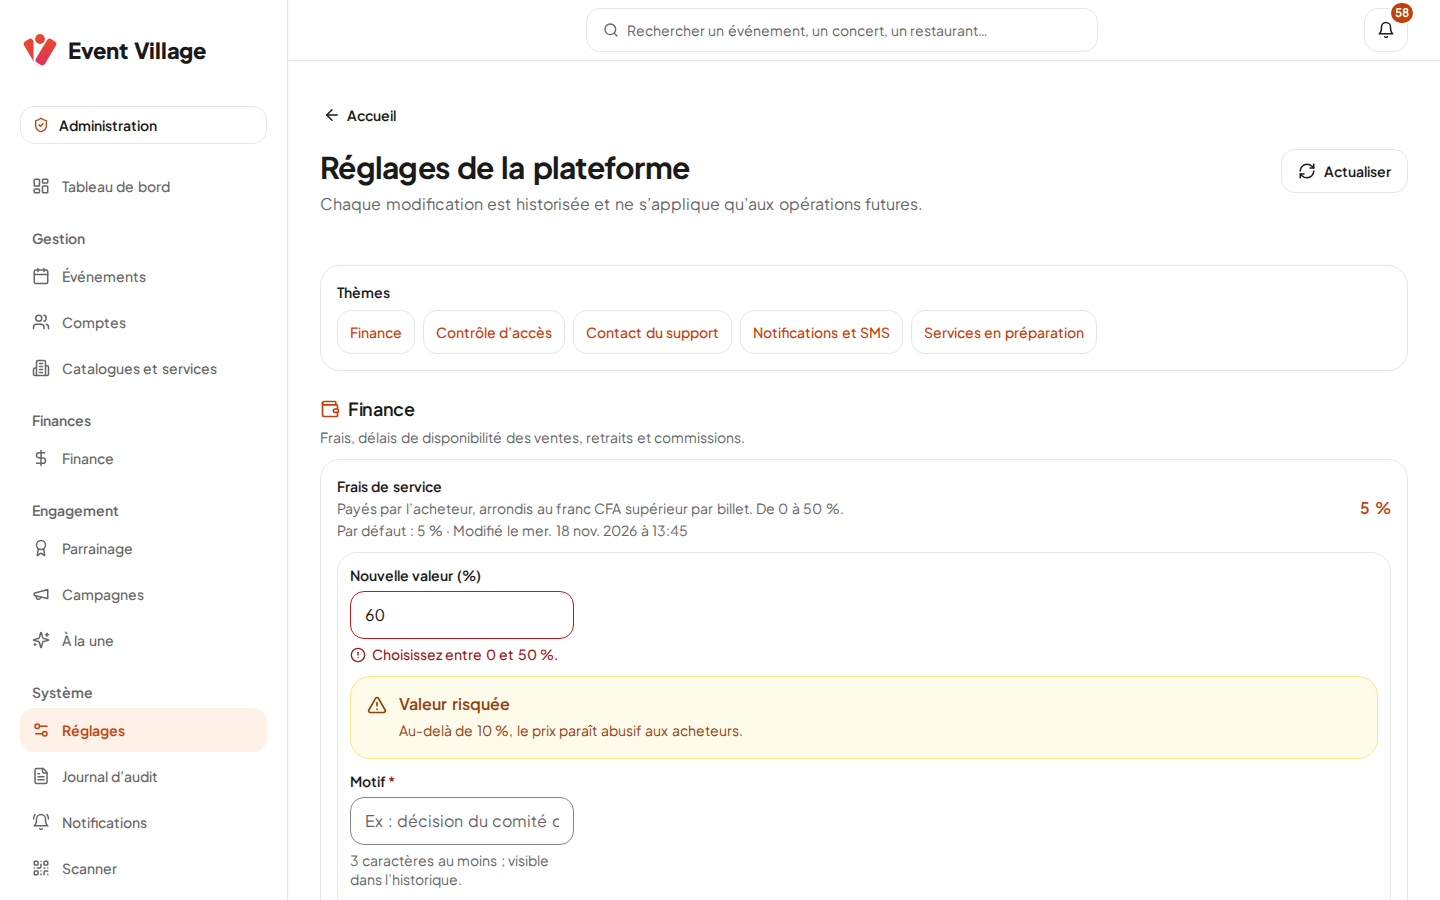 Event Village
Administration
Tableau de bord
Gestion
Événements
Comptes
Catalogues et services
Finances
Finance
Engagement
Parrainage
Campagnes
À la une
Système
Réglages
Journal d’audit
Notifications
Scanner
Rechercher un événement, un concert, un restaurant…
58
Accueil
Réglages de la plateforme
Chaque modification est historisée et ne s’applique qu’aux opérations futures.
Actualiser
Thèmes
Finance
Contrôle d’accès
Contact du support
Notifications et SMS
Services en préparation
Finance
Frais, délais de disponibilité des ventes, retraits et commissions.
Frais de service
Payés par l’acheteur, arrondis au franc CFA supérieur par billet. De 0 à 50 %.
Par défaut : 5 % · Modifié le mer. 18 nov. 2026 à 13:45
5 %
Nouvelle valeur (%)
60
Choisissez entre 0 et 50 %.
Valeur risquée
Au-delà de 10 %, le prix paraît abusif aux acheteurs.
Motif *
Ex : décision du comité c
3 caractères au moins ; visible
dans l’historique.